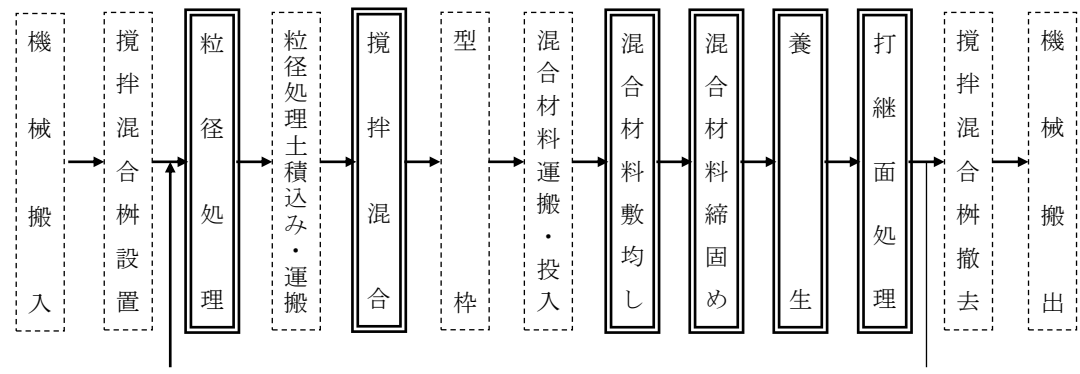 機械搬入
撹拌混合桝設置
粒径処理
粒径処理土積込み・運搬
撹拌混合
型枠
混合材料運搬・投入
混合材料敷均し
混合材料締固め
養生
打継面処理
撹拌混合桝撤去
機械搬出